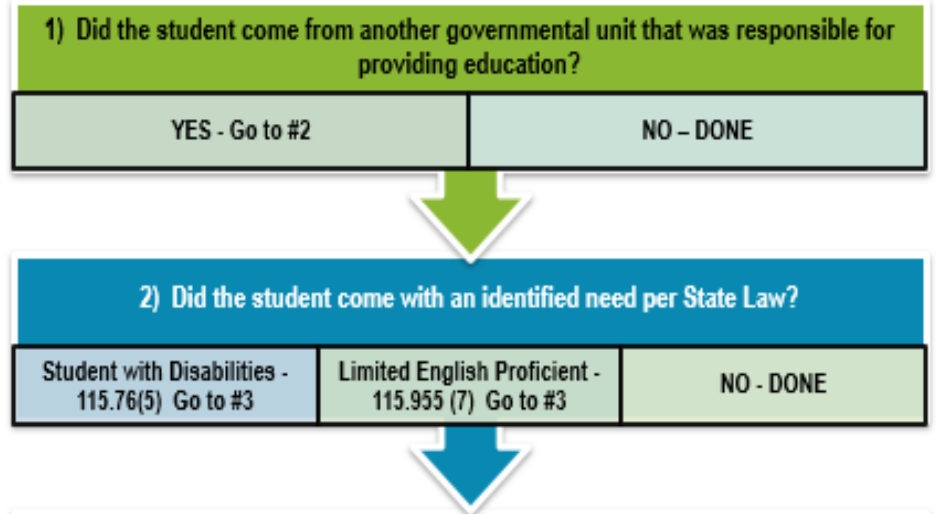 1) Did the student come from another governmental unit that was responsible for
providing education?
YES - Go to #2
NO – DONE
2) Did the student come with an identified need per State Law?
Student with Disabilities -
115.76(5) Go to #3
Limited English Proficient -
115.955 (7) Go to #3
NO - DONE